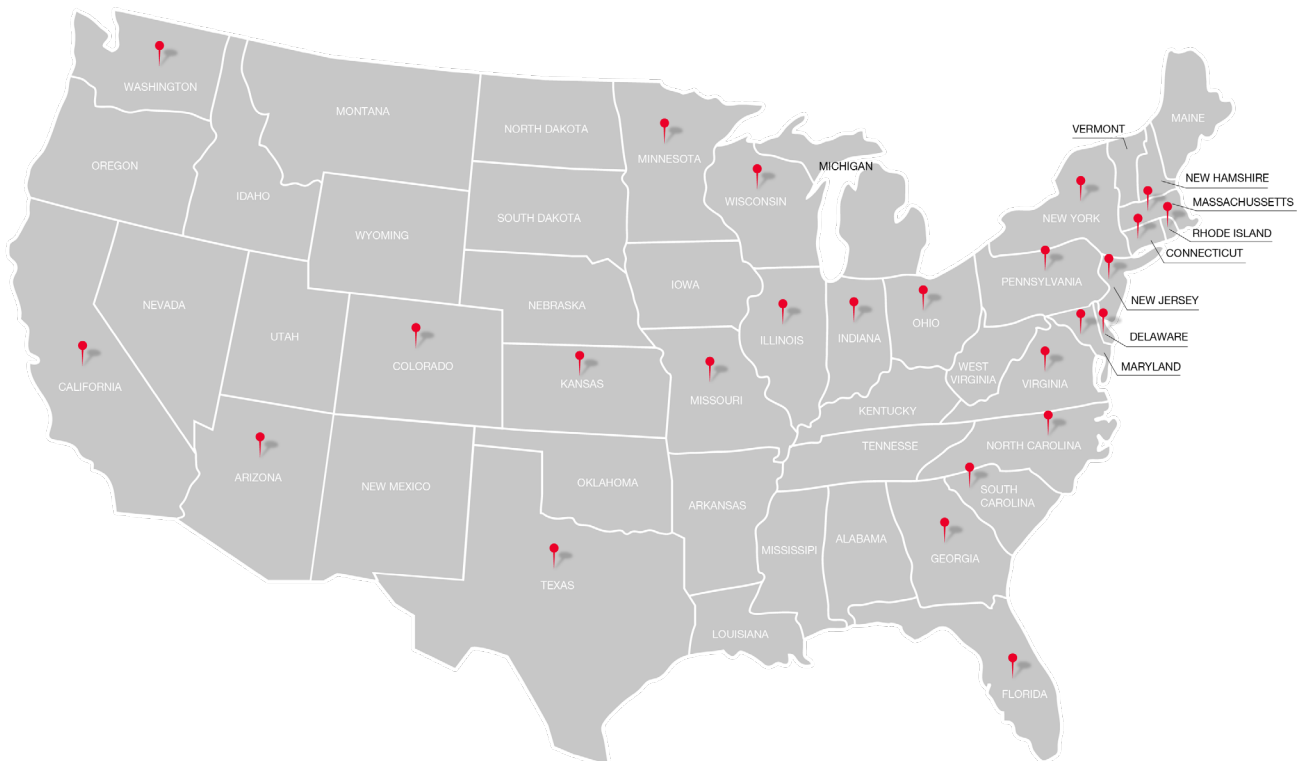 WASHINGTON
MONTANA
NORTH DAKOTA
MINNESOTA
VERMONT
MAINE
OREGON
IDAHO
MICHIGAN
NEW HAMSHIRE
WISCONSIN
MASSACHUSSETTS
SOUTH DAKOTA
NEW YORK
WYOMING
RHODE ISLAND
CONNECTICUT
PENNSYLVANIA
IOWA
NEW JERSEY
NEVADA
NEBRASKA
OHIO
UTAH
ILLINOIS
INDIANA
DELAWARE
COLORADO
WEST
VIRGINIA
MARYLAND
CALIFORNIA
KANSAS
VIRGINIA
MISSOURI
KENTUCKY
TENNESSE
NORTH CAROLINA
ARIZONA
NEW MEXICO
OKLAHOMA
SOUTH
CAROLINA
ARKANSAS
ALABAMA
MISSISSIPI
GEORGIA
TEXAS
LOUISIANA
FLORIDA